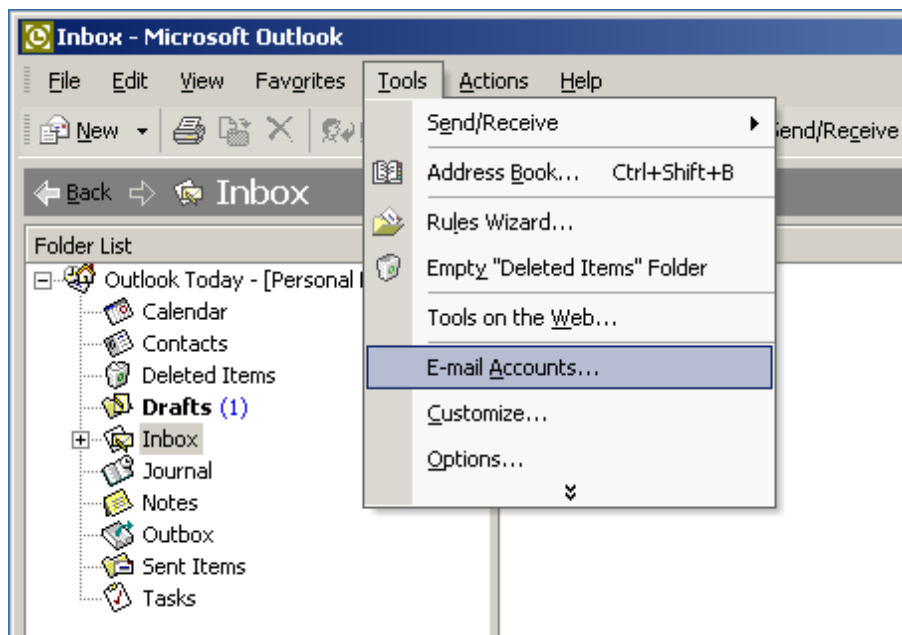 Inbox - Microsoft Outlook
File Edit View Favorites Tools Actions Help
New Send/Receive
Back Inbox
Folder List
Outlook Today - [Personal
Calendar
Contacts
Deleted Items
Drafts (1)
Inbox
Journal
Notes
Outbox
Sent Items
Tasks
Send/Receive
Address Book... Ctrl+Shift+B
Rules Wizard...
Empty "Deleted Items" Folder
Tools on the Web...
E-mail Accounts...
Customize...
Options...